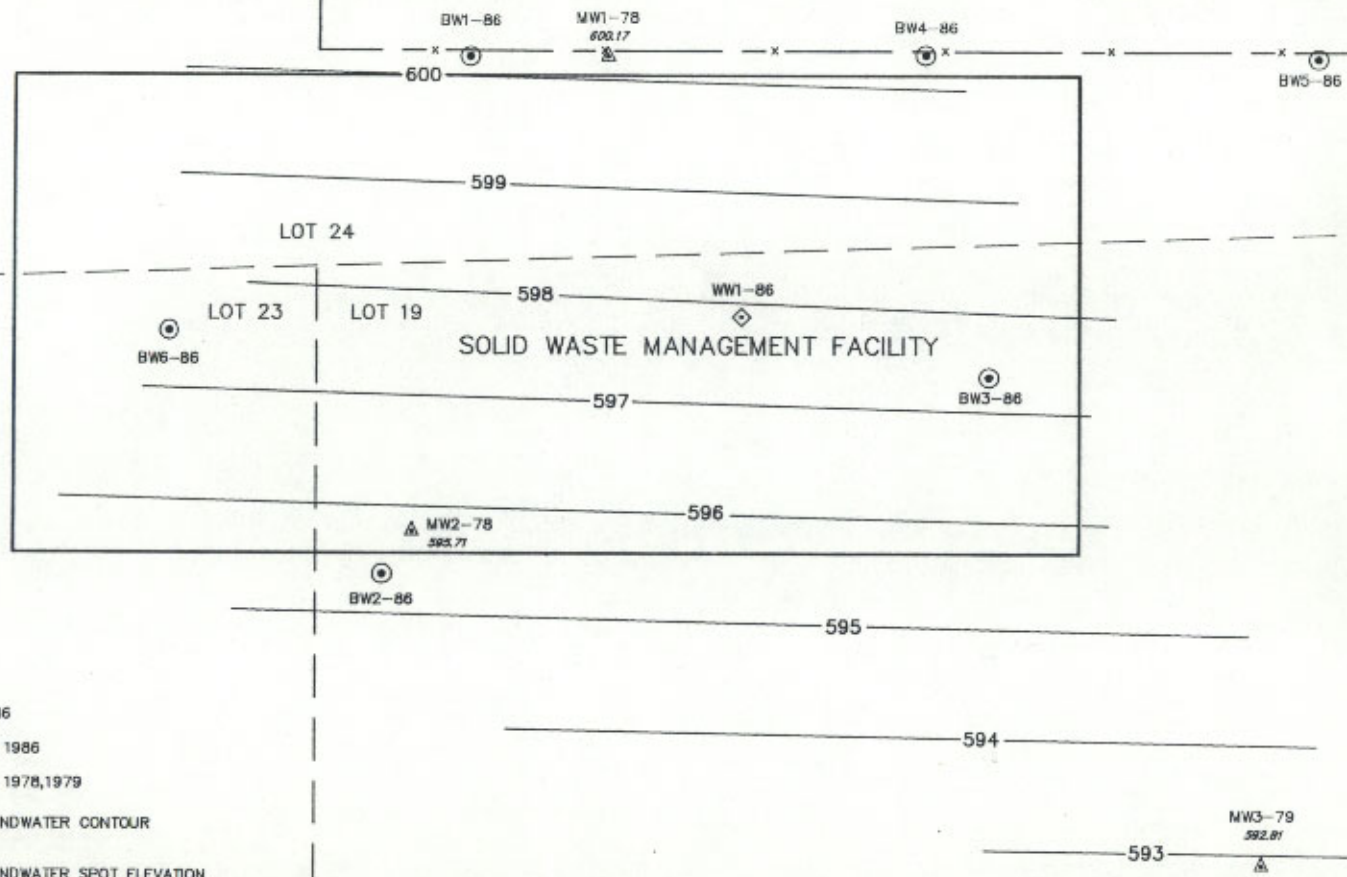 BW1-86
MW1-78
600.17
BW4-86
BW5-86
600
599
LOT 24
598
WW1-86
LOT 23
LOT 19
SOLID WASTE MANAGEMENT FACILITY
BW6-86
BW3-86
597
596
MW2-78
595.71
BW2-86
595
1986
594
1978,1979
NDWATER CONTOUR
MW3-79
592.81
593
NDWATER SPOT ELEVATION